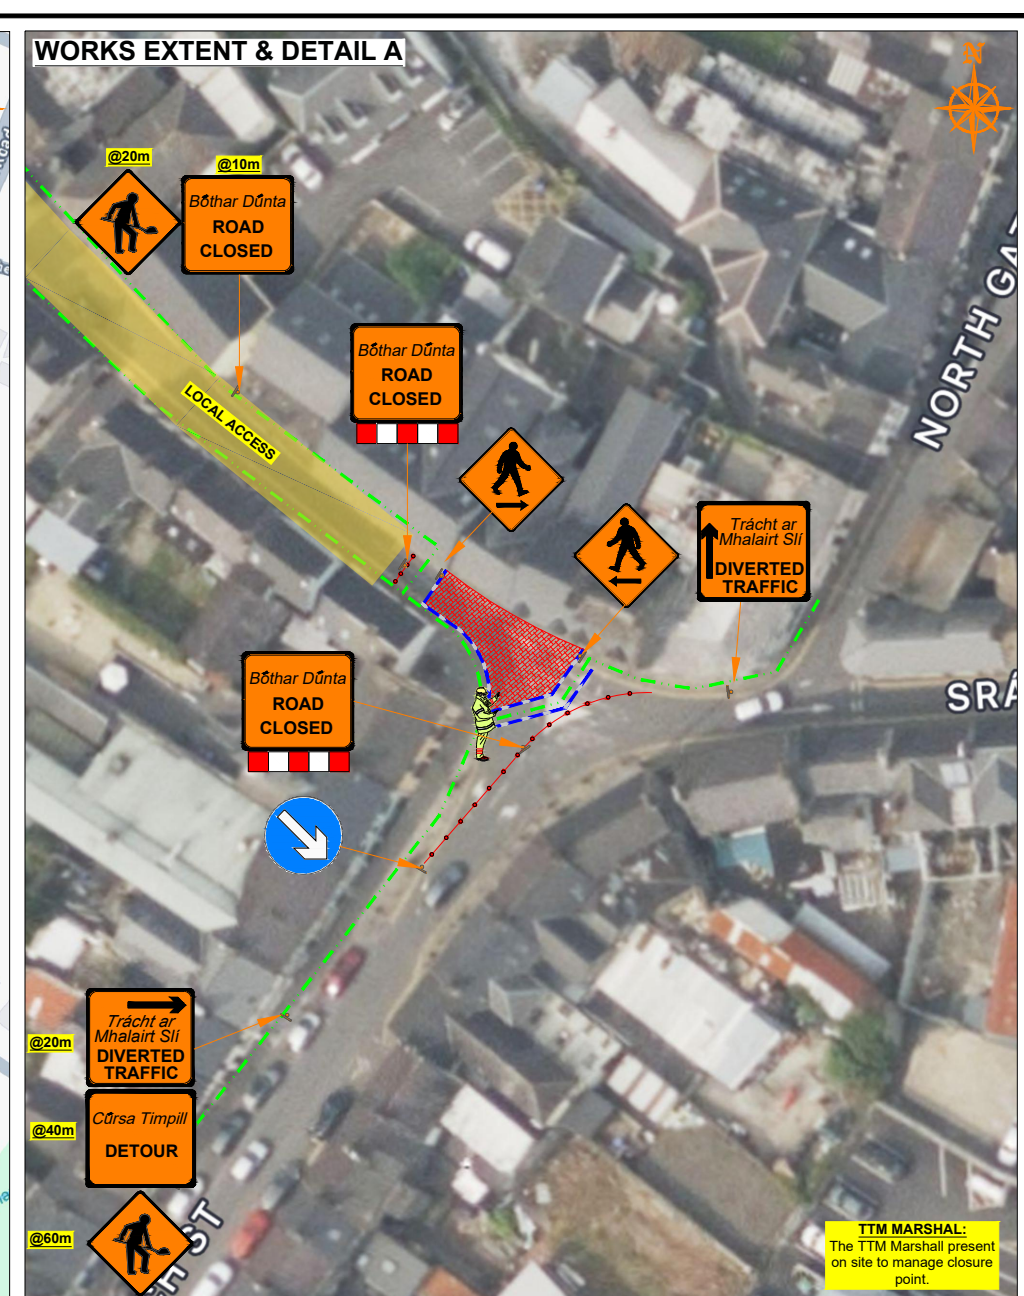 WORKS EXTENT & DETAIL A
N
@20m
@10m
Bóthar Dúnta
ROAD
CLOSED
Bóthar Dúnta
ROAD
CLOSED
LOCAL ACCESS
NORTH
Trácht ar
Mhalairt Slí
DIVERTED
TRAFFIC
Bóthar Dúnta
ROAD
CLOSED
@20m
Trácht ar
Mhalairt Slí
DIVERTED
TRAFFIC
@40m
Cúrsa Timpill
DETOUR
@60m
ST
TTM MARSHAL:
The TTM Marshall present
on site to manage closure
point.